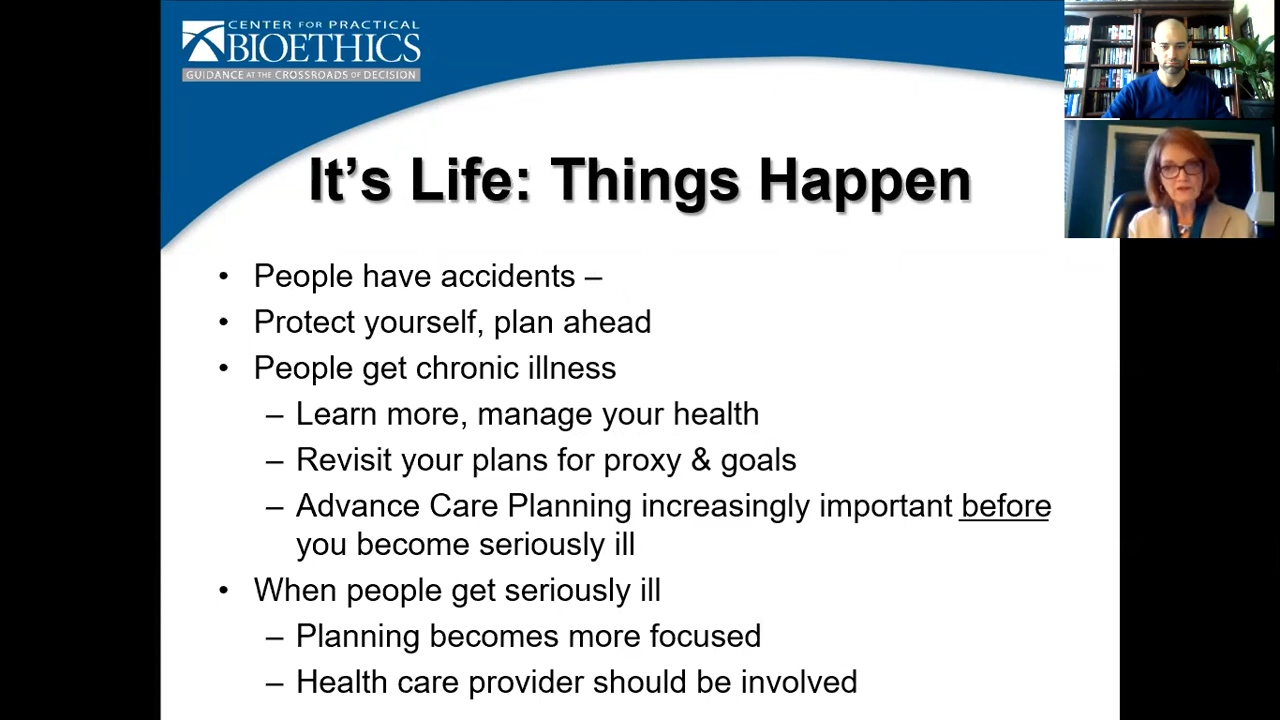 CENTER FOR PRACTICAL
BIOETHICS
GUIDANCE AT THE CROSSROADS OF DECISION
It's Life: Things Happen
• People have accidents –
• Protect yourself, plan ahead
• People get chronic illness
– Learn more, manage your health
– Revisit your plans for proxy & goals
– Advance Care Planning increasingly important before
you become seriously ill
• When people get seriously ill
– Planning becomes more focused
– Health care provider should be involved